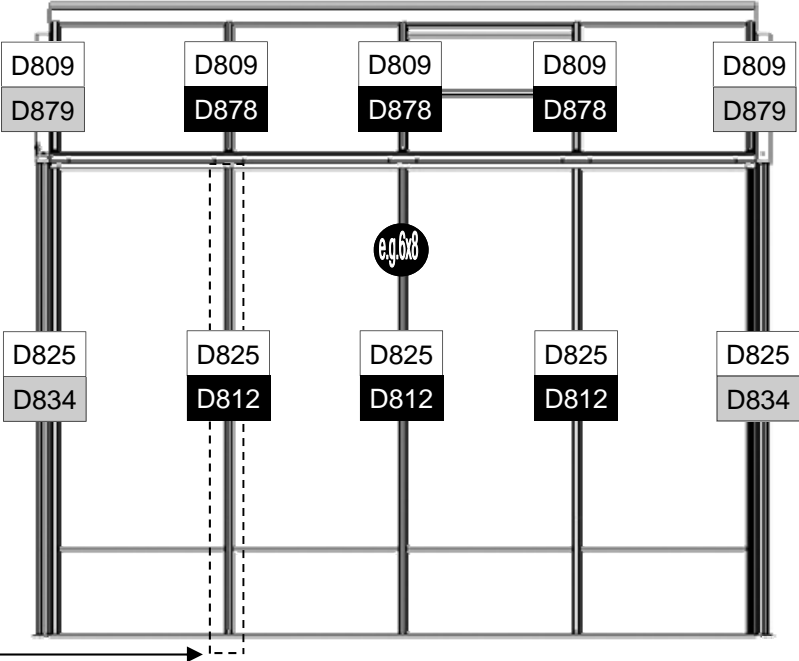 D809 D809 D809 D809 D809
D879 D878 D878 D878 D879
e.g.6x8
D825 D825 D825 D825 D825
D834 D812 D812 D812 D834